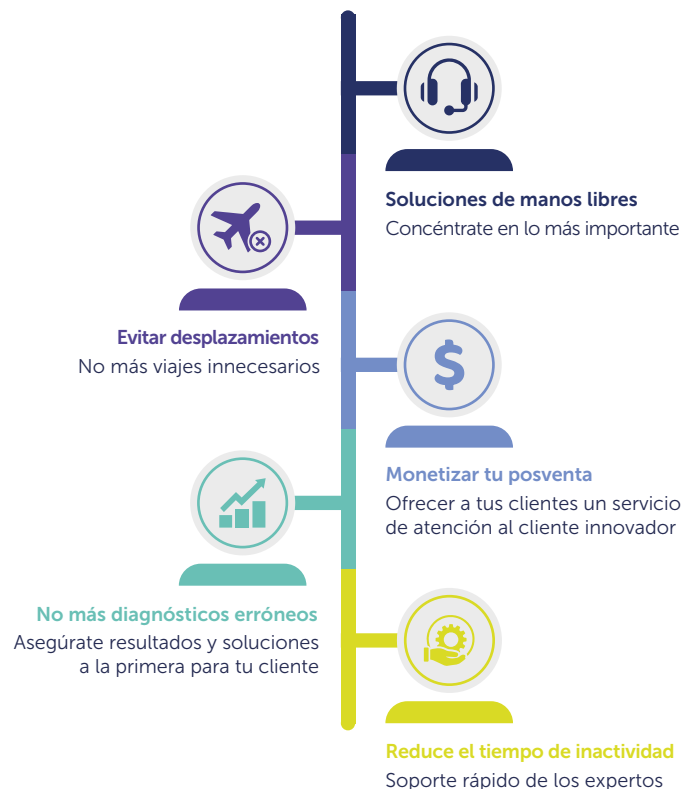 Soluciones de manos libres
Concéntrate en lo más importante
Evitar desplazamientos
No más viajes innecesarios
$
Monetizar tu posventa
Ofrecer a tus clientes un servicio
de atención al cliente innovador
No más diagnósticos erróneos
Asegúrate resultados y soluciones
a la primera para tu cliente
Reduce el tiempo de inactividad
Soporte rápido de los expertos